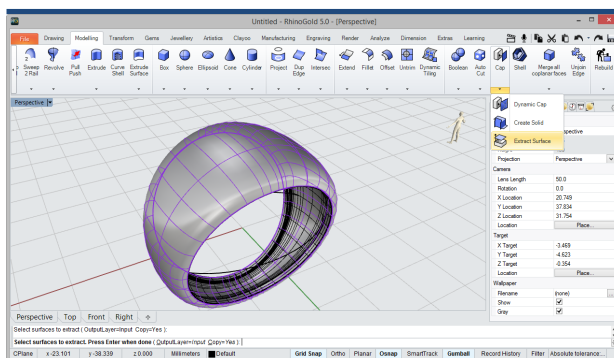 Untitled - RhinoGold 5.0 - [Perspective]
File Drawing Modelling Transform Gems Jewellery Artistics Clayoo Manufacturing Engraving Render Analyze Dimension Extras Learning
Sweep 2 Rail Revolve Pull Push Extrude Curve Shell Extrude Surface Box Sphere Ellipsoid Cone Cylinder Project Dup Edge Intersec Extend Fillet Offset Untrim Dynamic Tiling Boolean Auto Cut Cap Shell Merge all coplanar faces Unjoin Edge Rebuild
Perspective
Dynamic Cap
Create Solid
Extract Surface
erspective
Projection Perspective
Camera
Lens Length 50.0
Rotation 0.0
X Location 20.749
Y Location 37.834
Z Location 31.754
Location Place...
Target
X Target -3.469
Y Target -4.623
Z Target -0.354
Location Place...
Wallpaper
Filename (none)
Show
Gray
Perspective Top Front Right
Select surfaces to extract ( OutputLayer=Input Copy=Yes ):
Select surfaces to extract. Press Enter when done ( OutputLayer=Input Copy=Yes ):
CPlane x -23.101 y -38.339 z 0.000 Millimeters Default Grid Snap Ortho Planar Osnap SmartTrack Gumball Record History Filter Absolute tolerance: